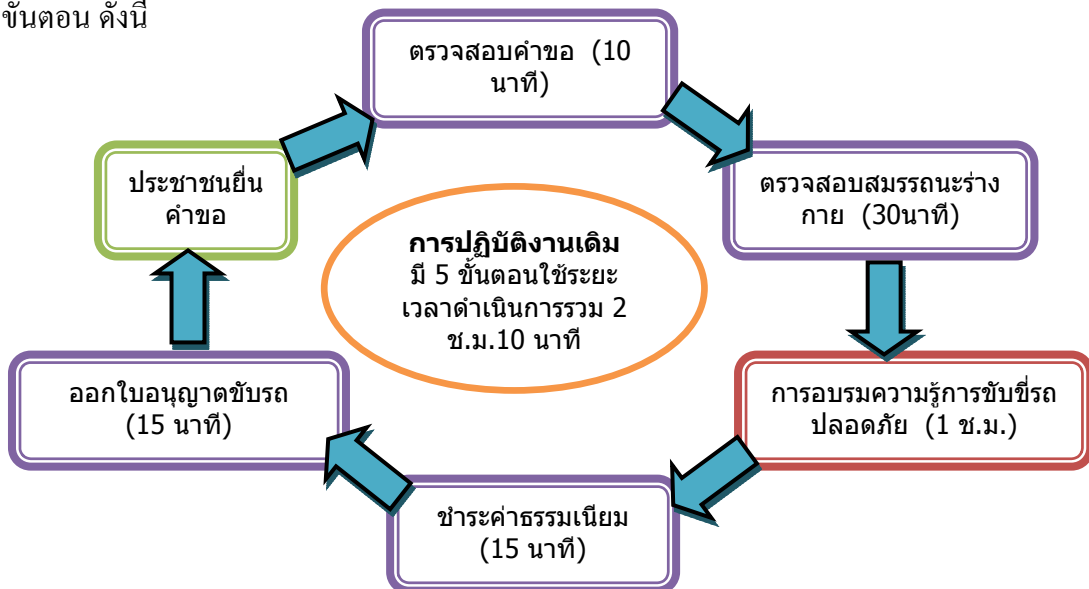 ขั้นตอน ดังนี้
ตรวจสอบคำขอ (10
นาที)
ประชาชนยื่น
คำขอ
ตรวจสอบสมรรถนะร่าง
กาย (30นาที)
การปฏิบัติงานเดิม
มี 5 ขั้นตอนใช้ระยะ
เวลาดำเนินการรวม 2
ช.ม.10 นาที
ออกใบอนุญาตขับรถ
(15 นาที)
การอบรมความรู้การขับขี่รถ
ปลอดภัย (1 ช.ม.)
ชำระค่าธรรมเนียม
(15 นาที)